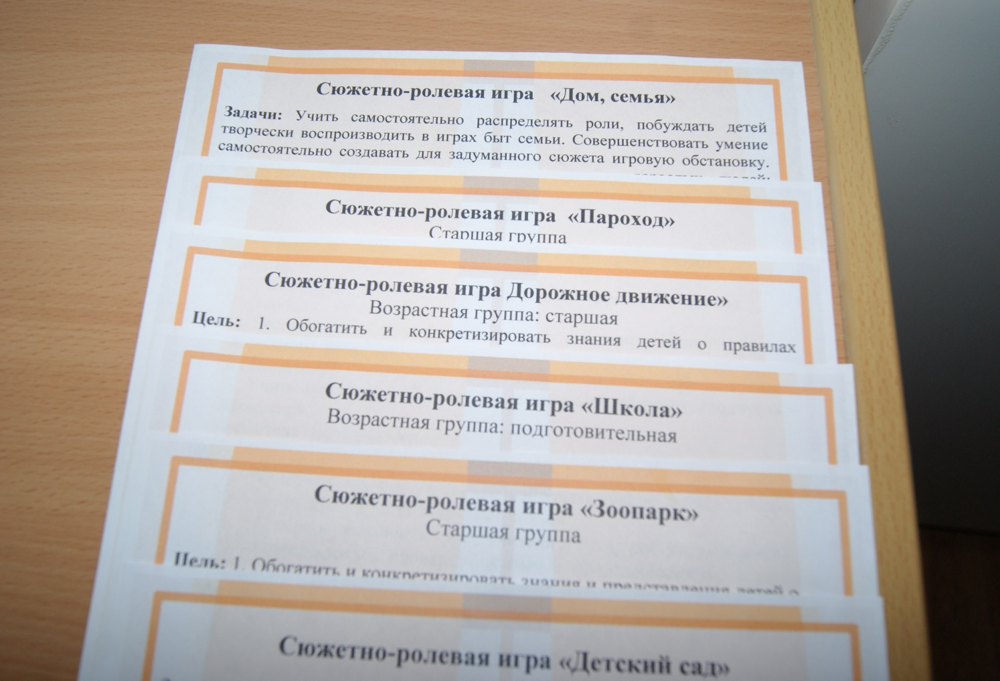 Сюжетно-ролевая игра «Дом, семья»
Задачи: Учить самостоятельно распределять роли, побуждать детей
творчески воспроизводить в играх быт семьи. Совершенствовать умение
самостоятельно создавать для задуманного сюжета игровую обстановку.
Сюжетно-ролевая игра «Пароход»
Старшая группа
Сюжетно-ролевая игра Дорожное движение»
Возрастная группа: старшая
Цель: 1. Обогатить и конкретизировать знания детей о правилах
Сюжетно-ролевая игра «Школа»
Возрастная группа: подготовительная
Сюжетно-ролевая игра «Зоопарк»
Старшая группа
Цель: 1. Обогатить и конкретизировать знания и представления детей о
Сюжетно-ролевая игра «Детский сад»